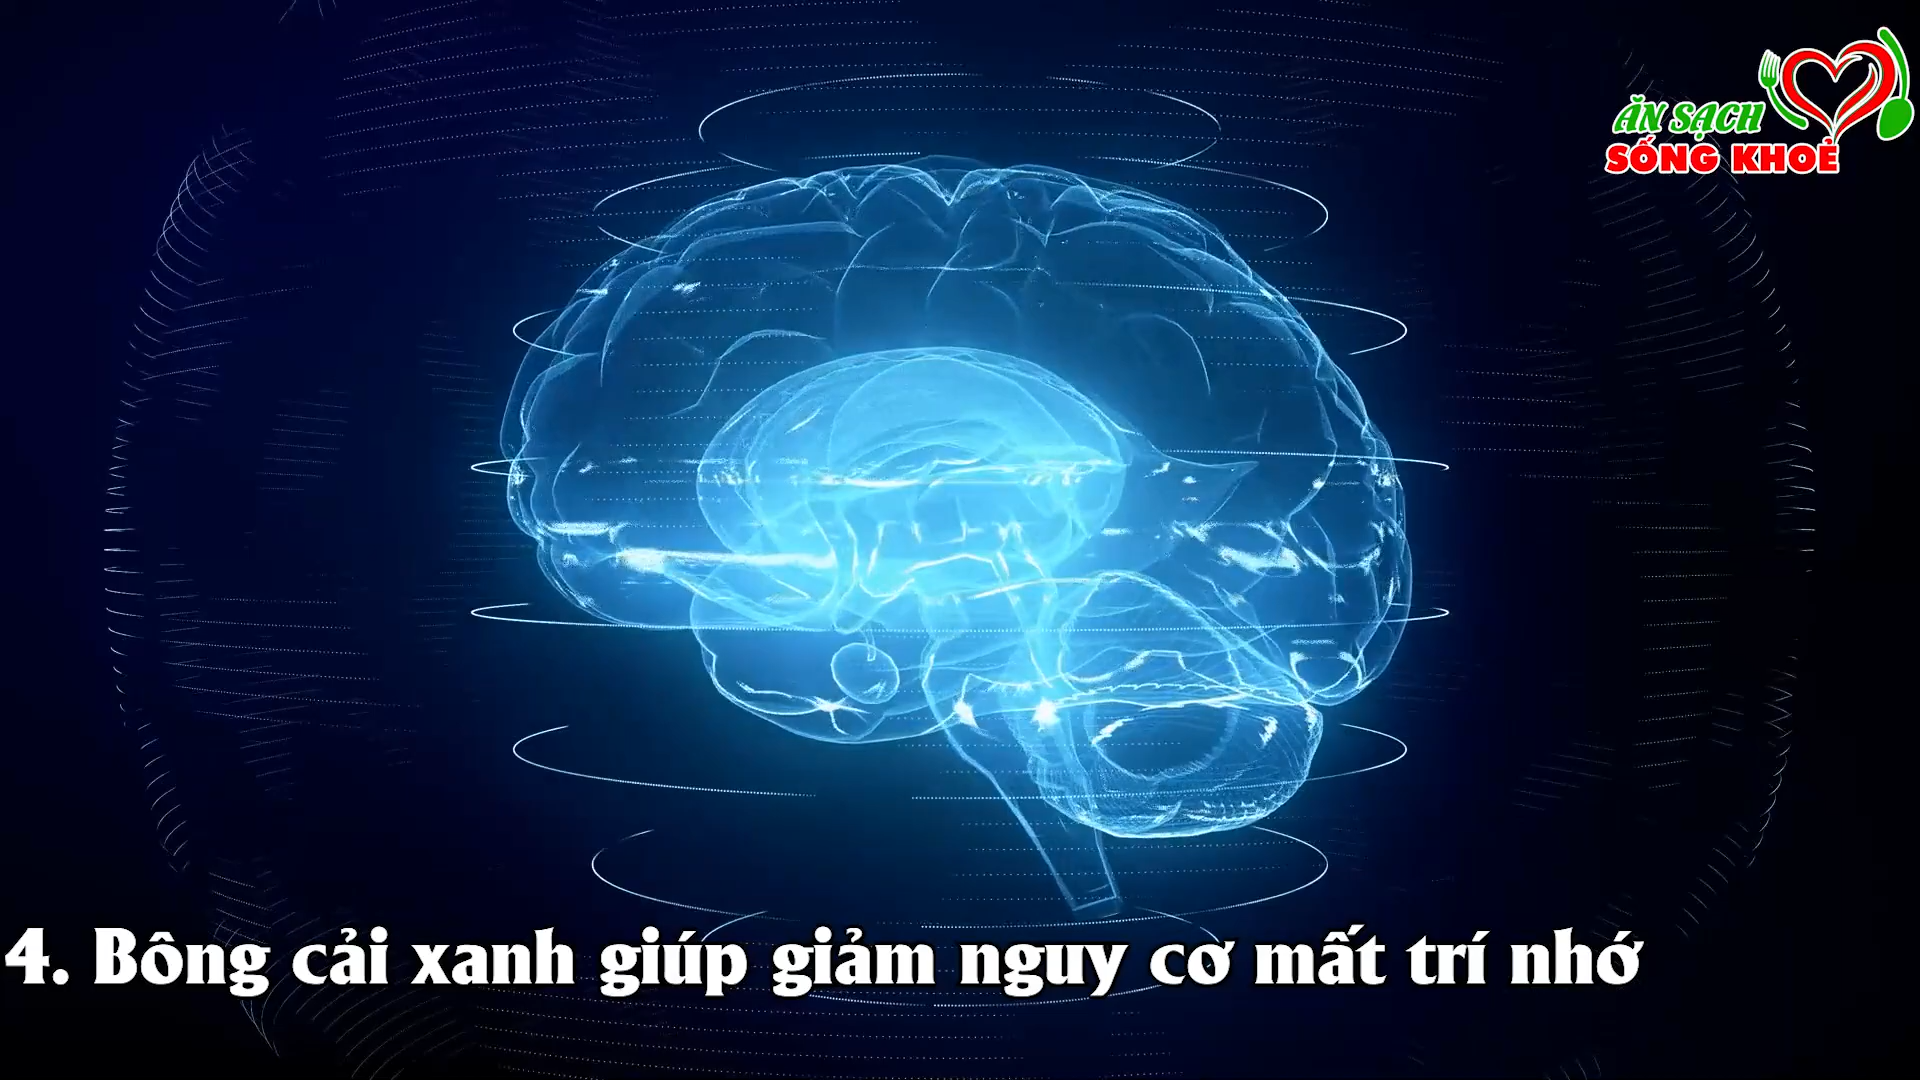 ĂN SẠCH
SỐNG KHOẺ
4. Bông cải xanh giúp giảm nguy cơ mất trí nhớ